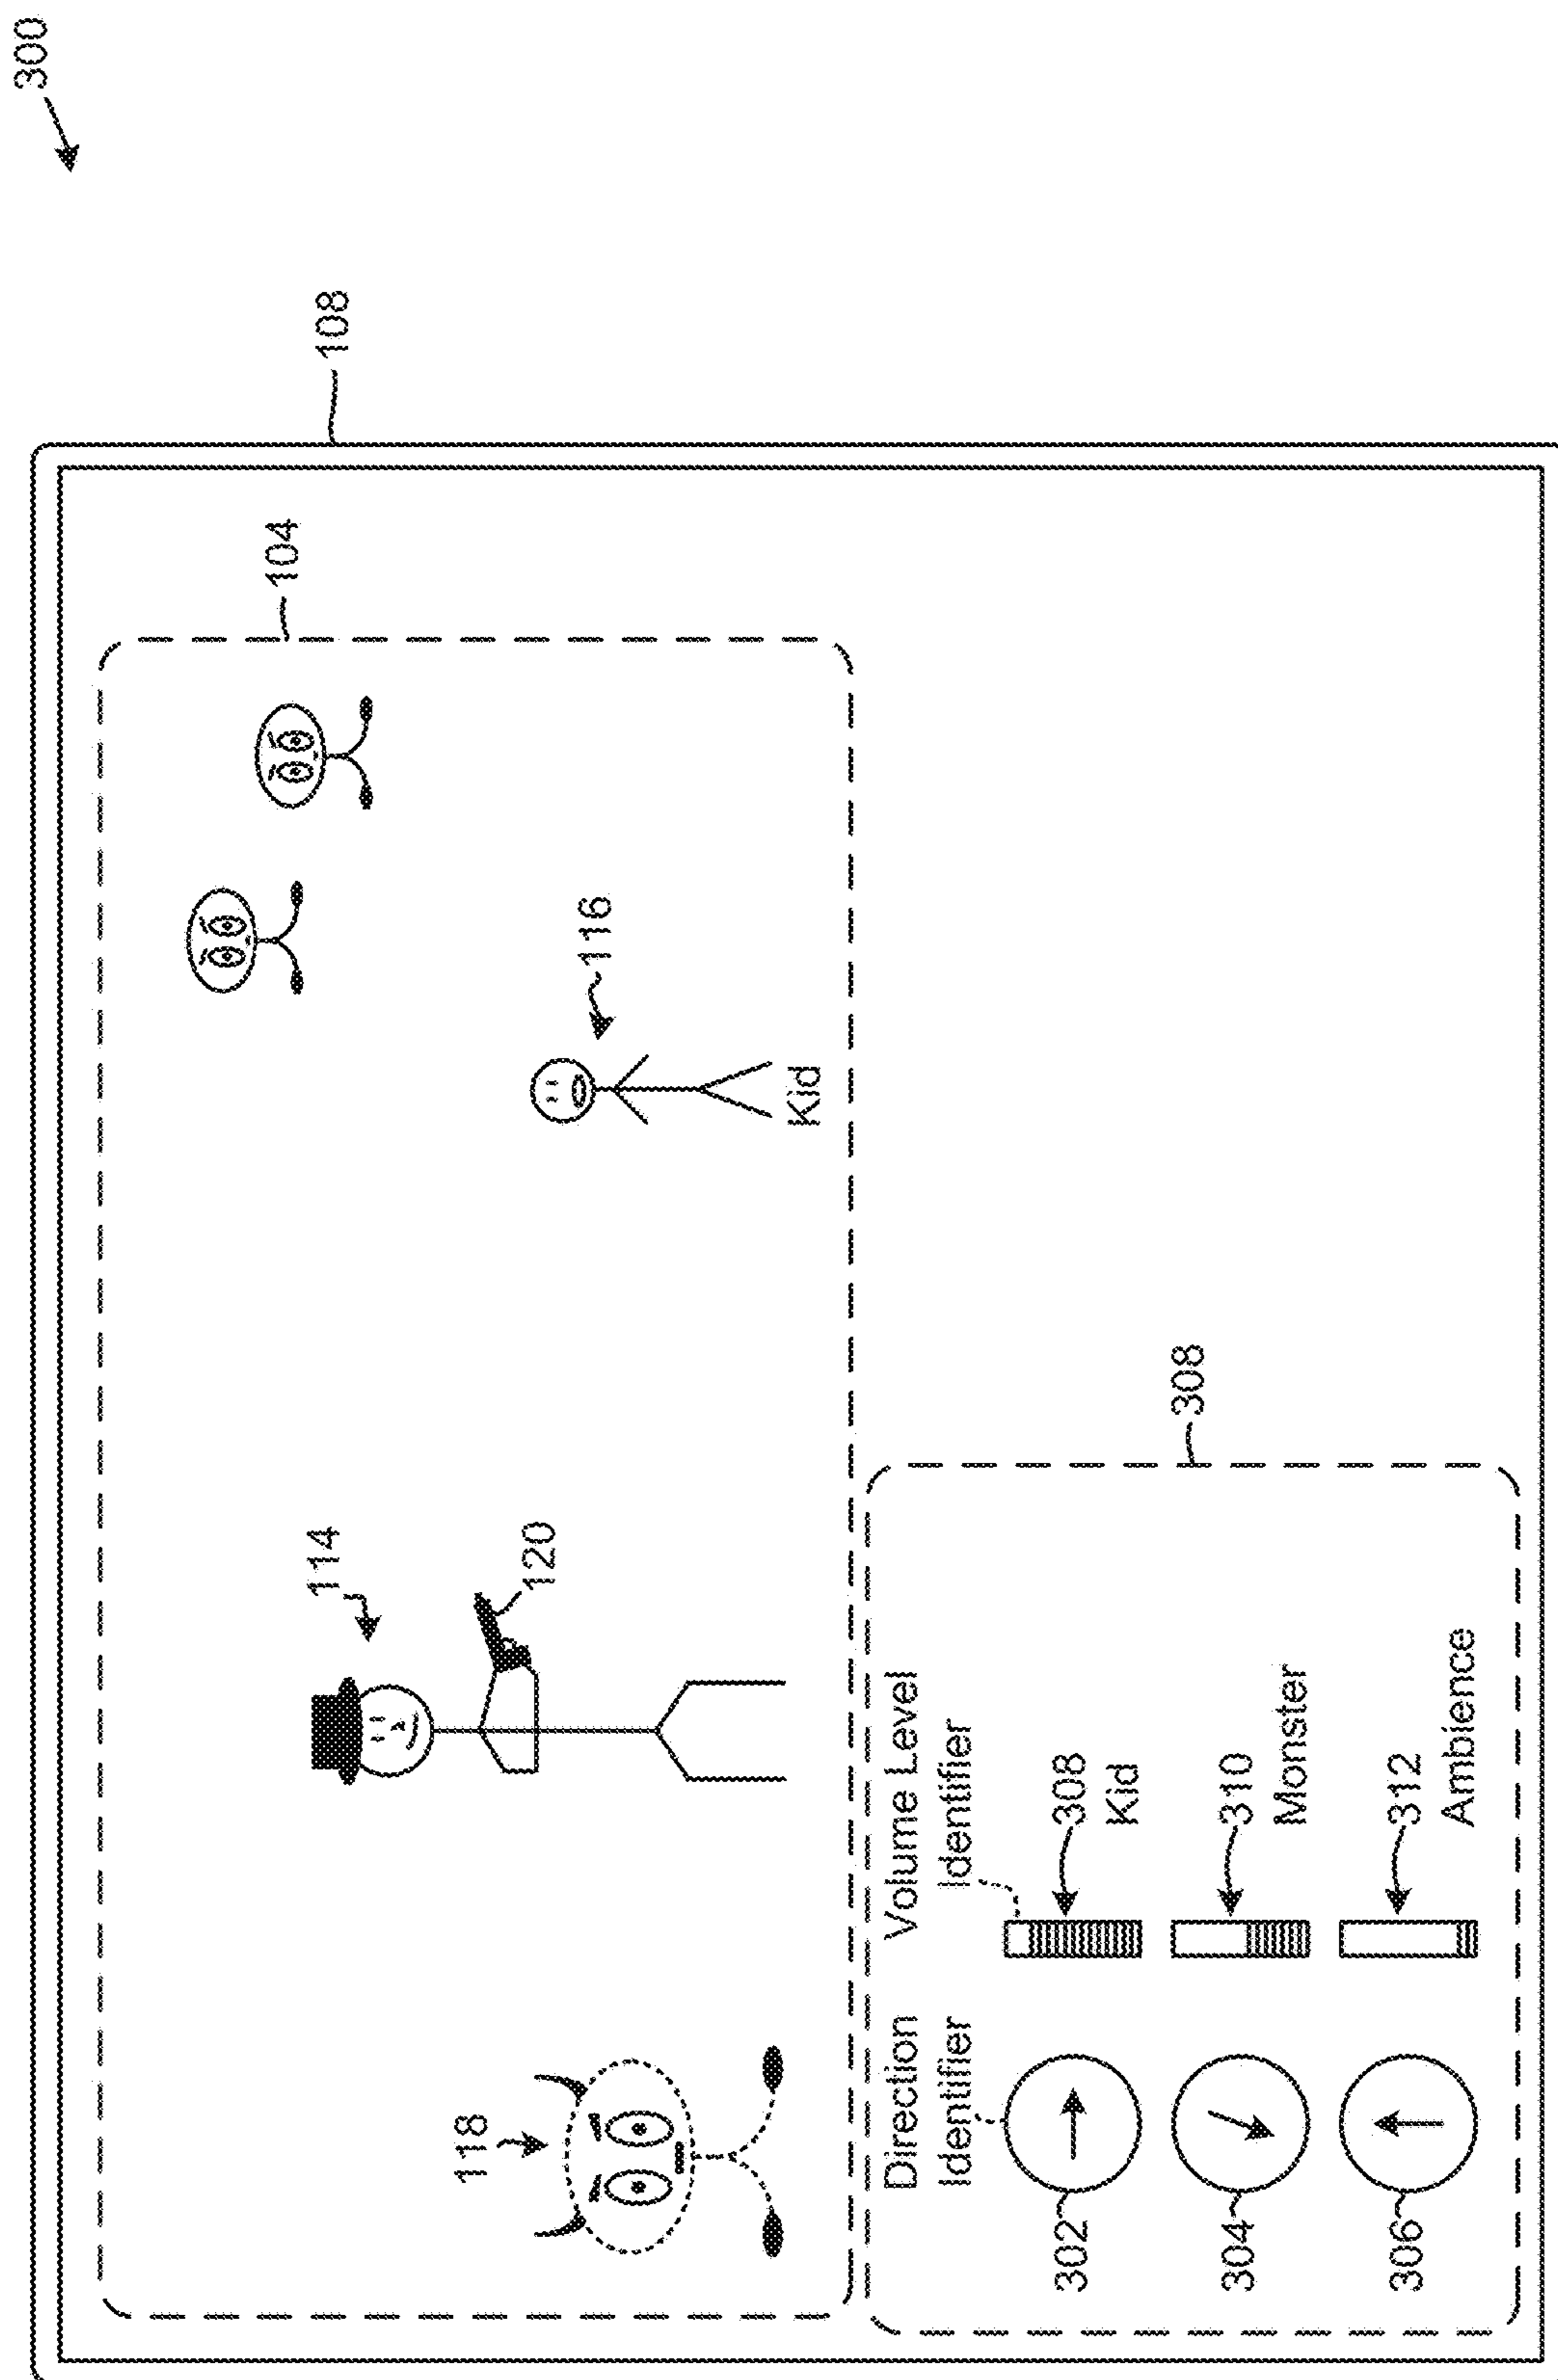 300
108
104
114
120
116
118
Kid
308
Direction
Identifier
Volume Level
Identifier
302
308
Kid
304
310
Monster
306
312
Ambience